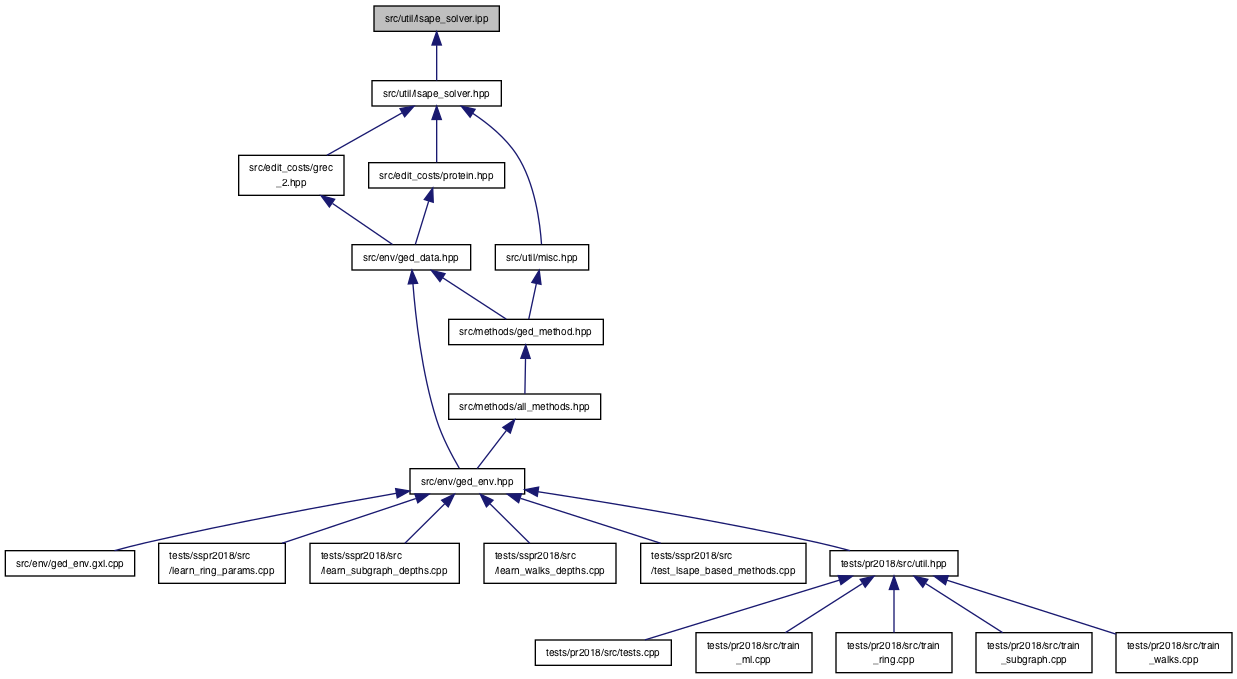 src/util/lsape_solver.ipp
src/util/lsape_solver.hpp
src/edit_costs/grec
_2.hpp
src/edit_costs/protein.hpp
src/env/ged_data.hpp
src/util/misc.hpp
src/methods/ged_method.hpp
src/methods/all_methods.hpp
src/env/ged_env.hpp
src/env/ged_env.gxl.cpp
tests/sspr2018/src
/learn_ring_params.cpp
tests/sspr2018/src
/learn_subgraph_depths.cpp
tests/sspr2018/src
/learn_walks_depths.cpp
tests/sspr2018/src
/test_lsape_based_methods.cpp
tests/pr2018/src/util.hpp
tests/pr2018/src/tests.cpp
tests/pr2018/src/train
_ml.cpp
tests/pr2018/src/train
_ring.cpp
tests/pr2018/src/train
_subgraph.cpp
tests/pr2018/src/train
_walks.cpp